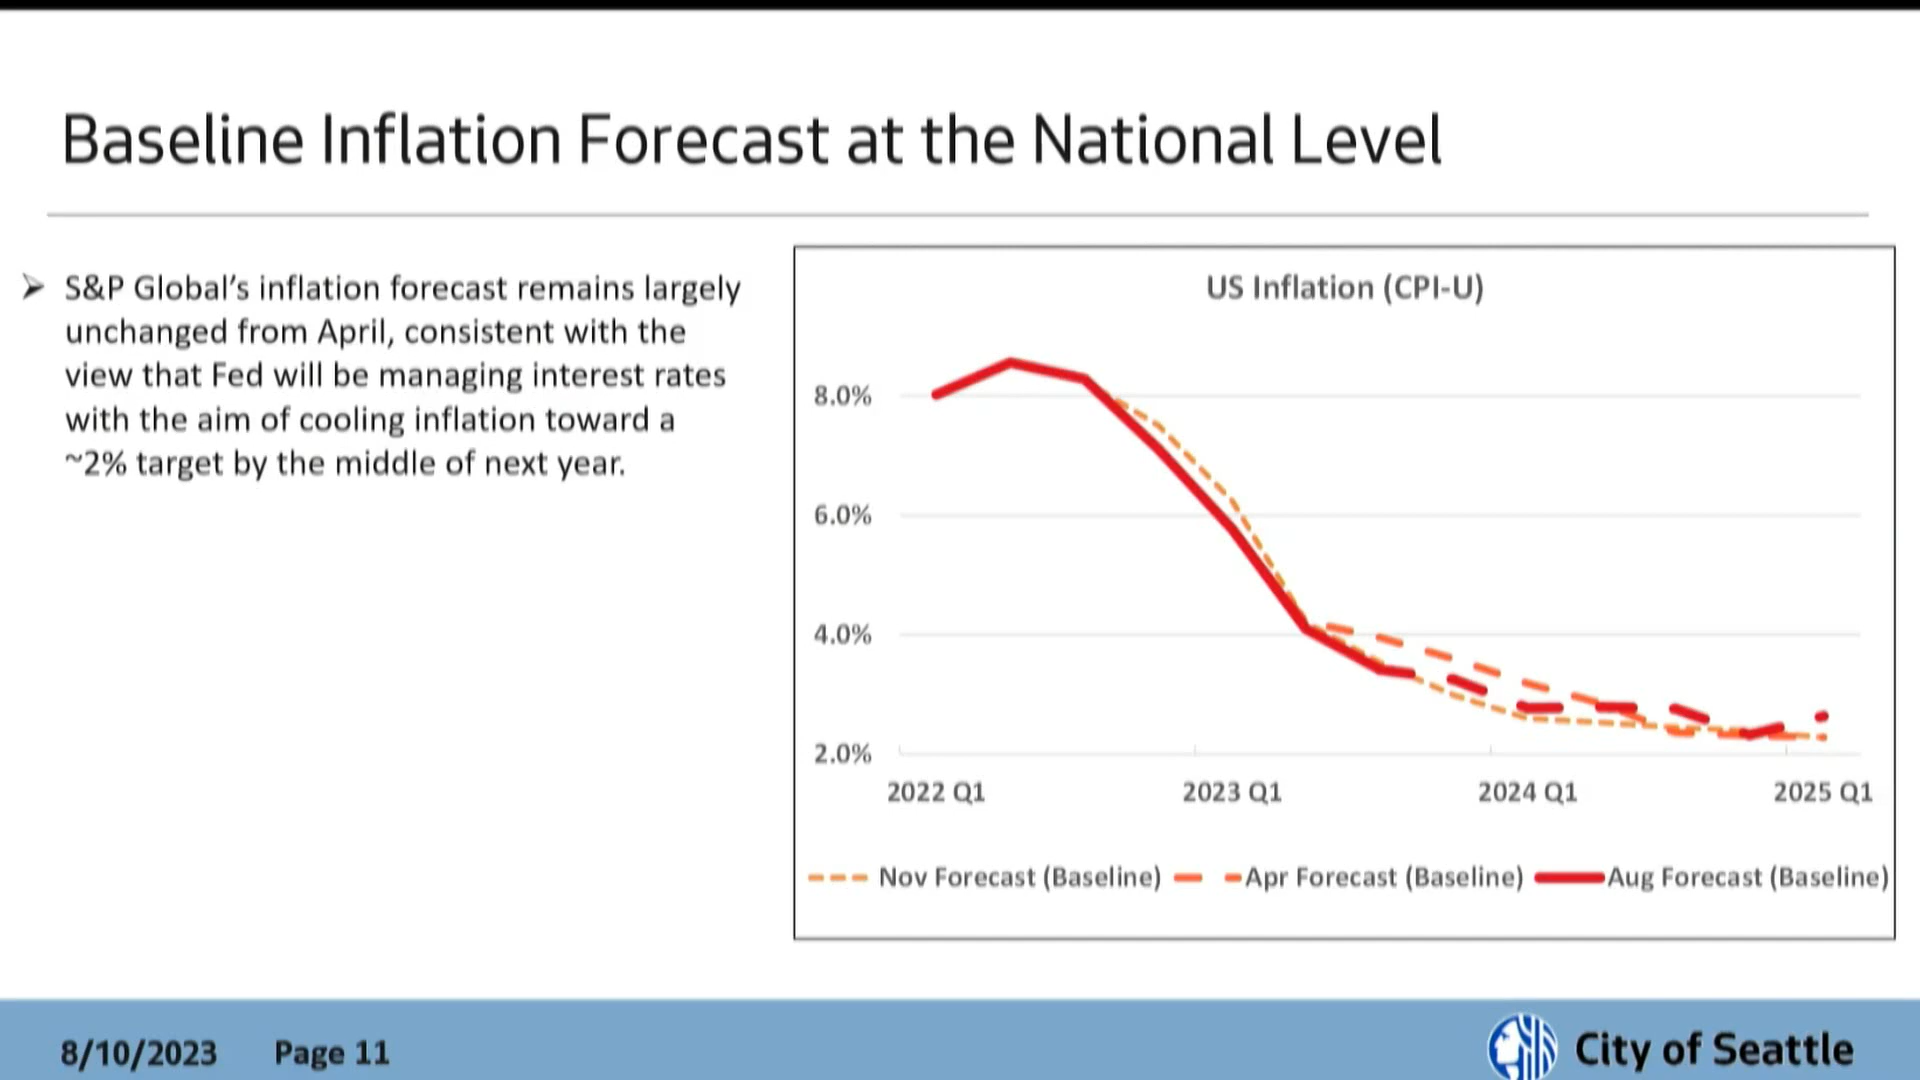 Baseline Inflation Forecast at the National Level
➢ S&P Global’s inflation forecast remains largely
unchanged from April, consistent with the
view that Fed will be managing interest rates
with the aim of cooling inflation toward a
~2% target by the middle of next year.
US Inflation (CPI-U)
8.0%
6.0%
4.0%
2.0%
2022 Q1 2023 Q1 2024 Q1 2025 Q1
Nov Forecast (Baseline) Apr Forecast (Baseline) Aug Forecast (Baseline)
8/10/2023 Page 11 City of Seattle